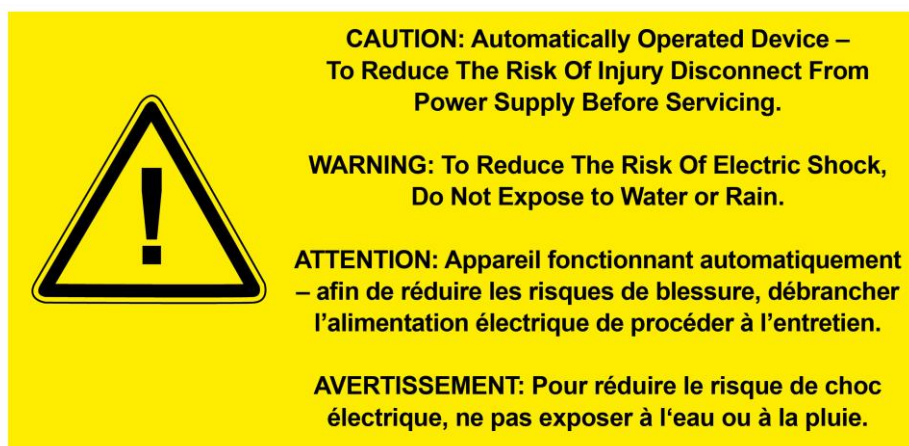 CAUTION: Automatically Operated Device –
To Reduce The Risk Of Injury Disconnect From
Power Supply Before Servicing.
WARNING: To Reduce The Risk Of Electric Shock,
Do Not Expose to Water or Rain.
ATTENTION: Appareil fonctionnant automatiquement
– afin de réduire les risques de blessure, débrancher
l’alimentation électrique de procéder à l’entretien.
AVERTISSEMENT: Pour réduire le risque de choc
électrique, ne pas exposer à l‘eau ou à la pluie.